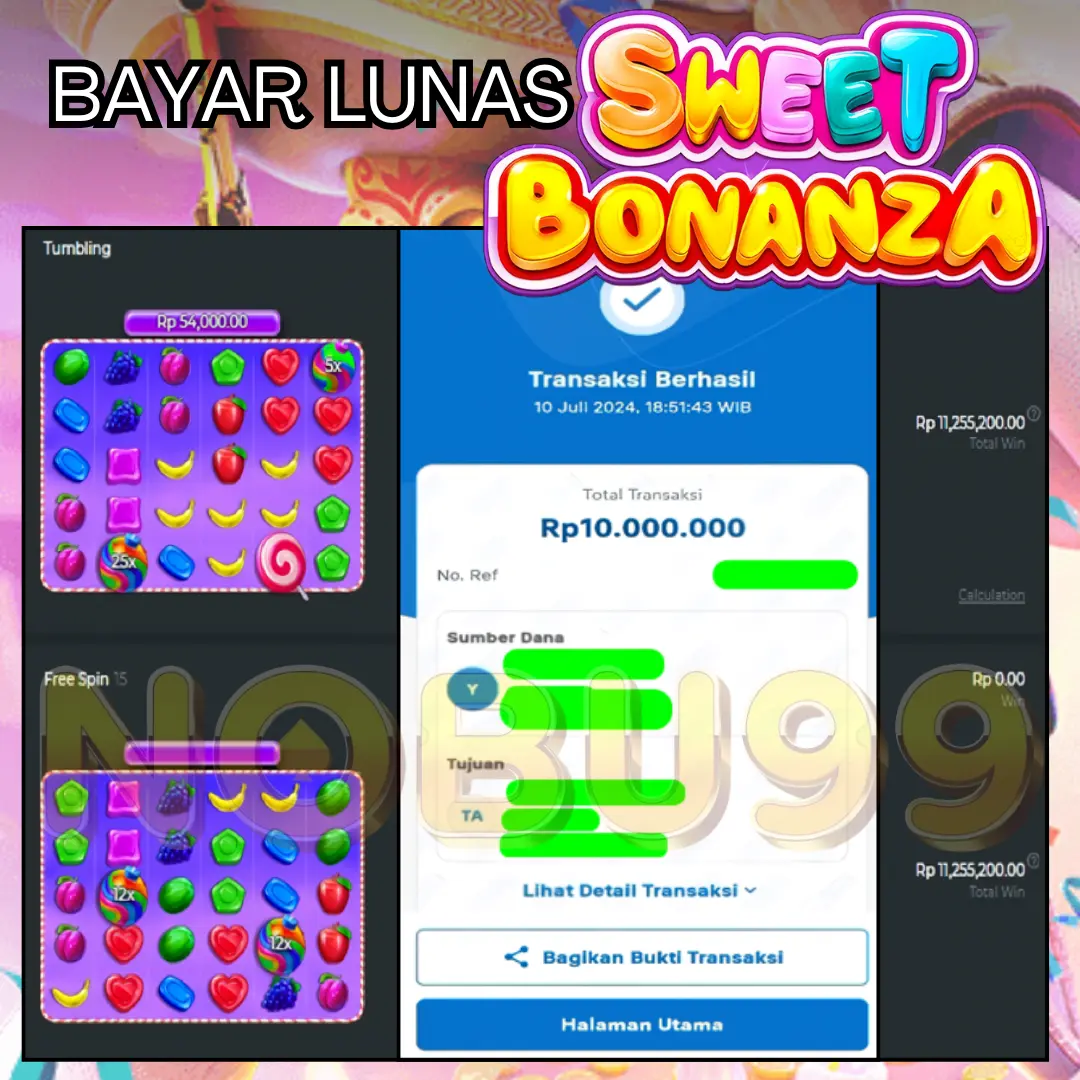 BAYAR LUNAS
SWEET
BONANZA
Tumbling
Rp 54,000.00
5x
25x
Free Spin 15
12x
12x
Transaksi Berhasil
10 Juli 2024, 18:51:43 WIB
Total Transaksi
Rp10.000.000
No. Ref
Sumber Dana
Y
Tujuan
TA
Lihat Detail Transaksi
Bagikan Bukti Transaksi
Halaman Utama
Rp 11,255,200.00
Total Win
Calculation
Rp 0.00
Win
Rp 11,255,200.00
Total Win
NOBU99